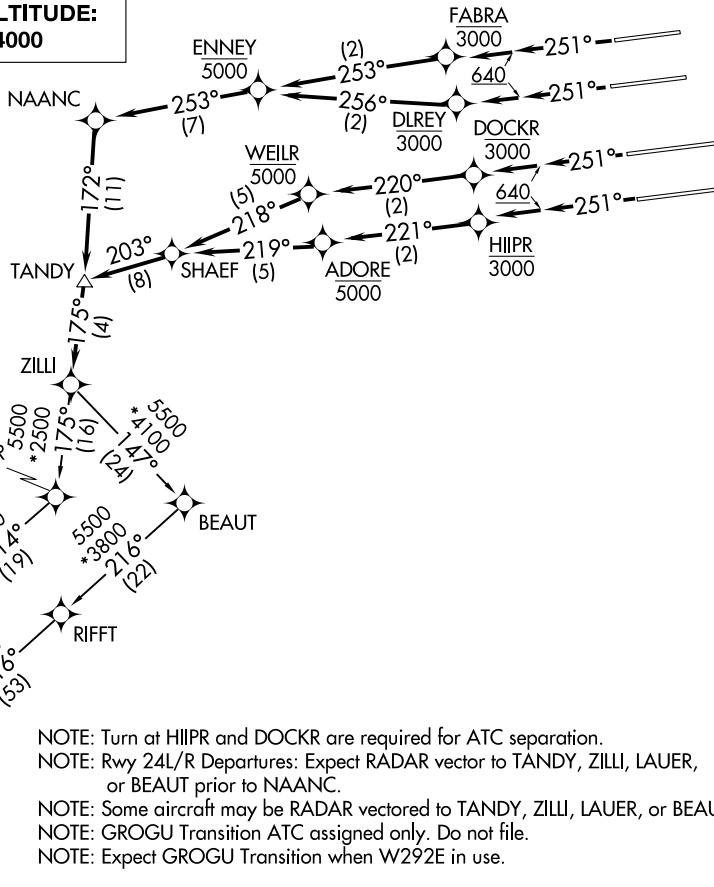 LTITUDE:
4000
FABRA
3000
ENNEY
5000
(2)
253°
251°
640
NAANC
253°
(7)
256°
(2)
DLREY
3000
251°
DOCKR
3000
WEILR
5000
172°
(11)
(5)
218°
220°
(2)
251°
640
203°
(8)
SHAEF
219°
(5)
221°
(2)
251°
TANDY
ADORE
5000
HIIPR
3000
175°
(4)
ZILLI
5500
*2500
175°
(16)
5500
*4100
147°
(24)
BEAUT
14°
(19)
5500
*3800
216°
(22)
RIFFT
6°
(53)
NOTE: Turn at HIIPR and DOCKR are required for ATC separation.
NOTE: Rwy 24L/R Departures: Expect RADAR vector to TANDY, ZILLI, LAUER,
or BEAUT prior to NAANC.
NOTE: Some aircraft may be RADAR vectored to TANDY, ZILLI, LAUER, or BEAU
NOTE: GROGU Transition ATC assigned only. Do not file.
NOTE: Expect GROGU Transition when W292E in use.